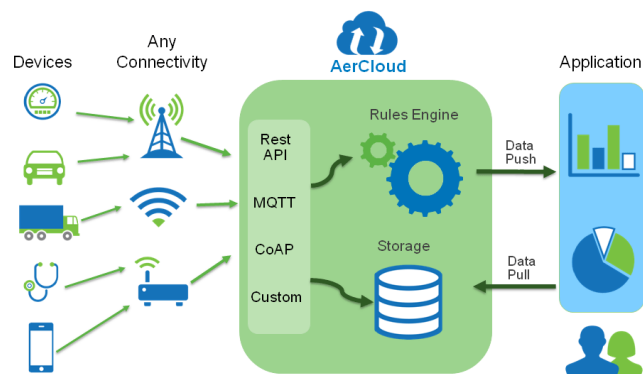 Devices
Any
Connectivity
AerCloud
Application
Rest
API
MQTT
CoAP
Custom
Rules Engine
Storage
Data
Push
Data
Pull